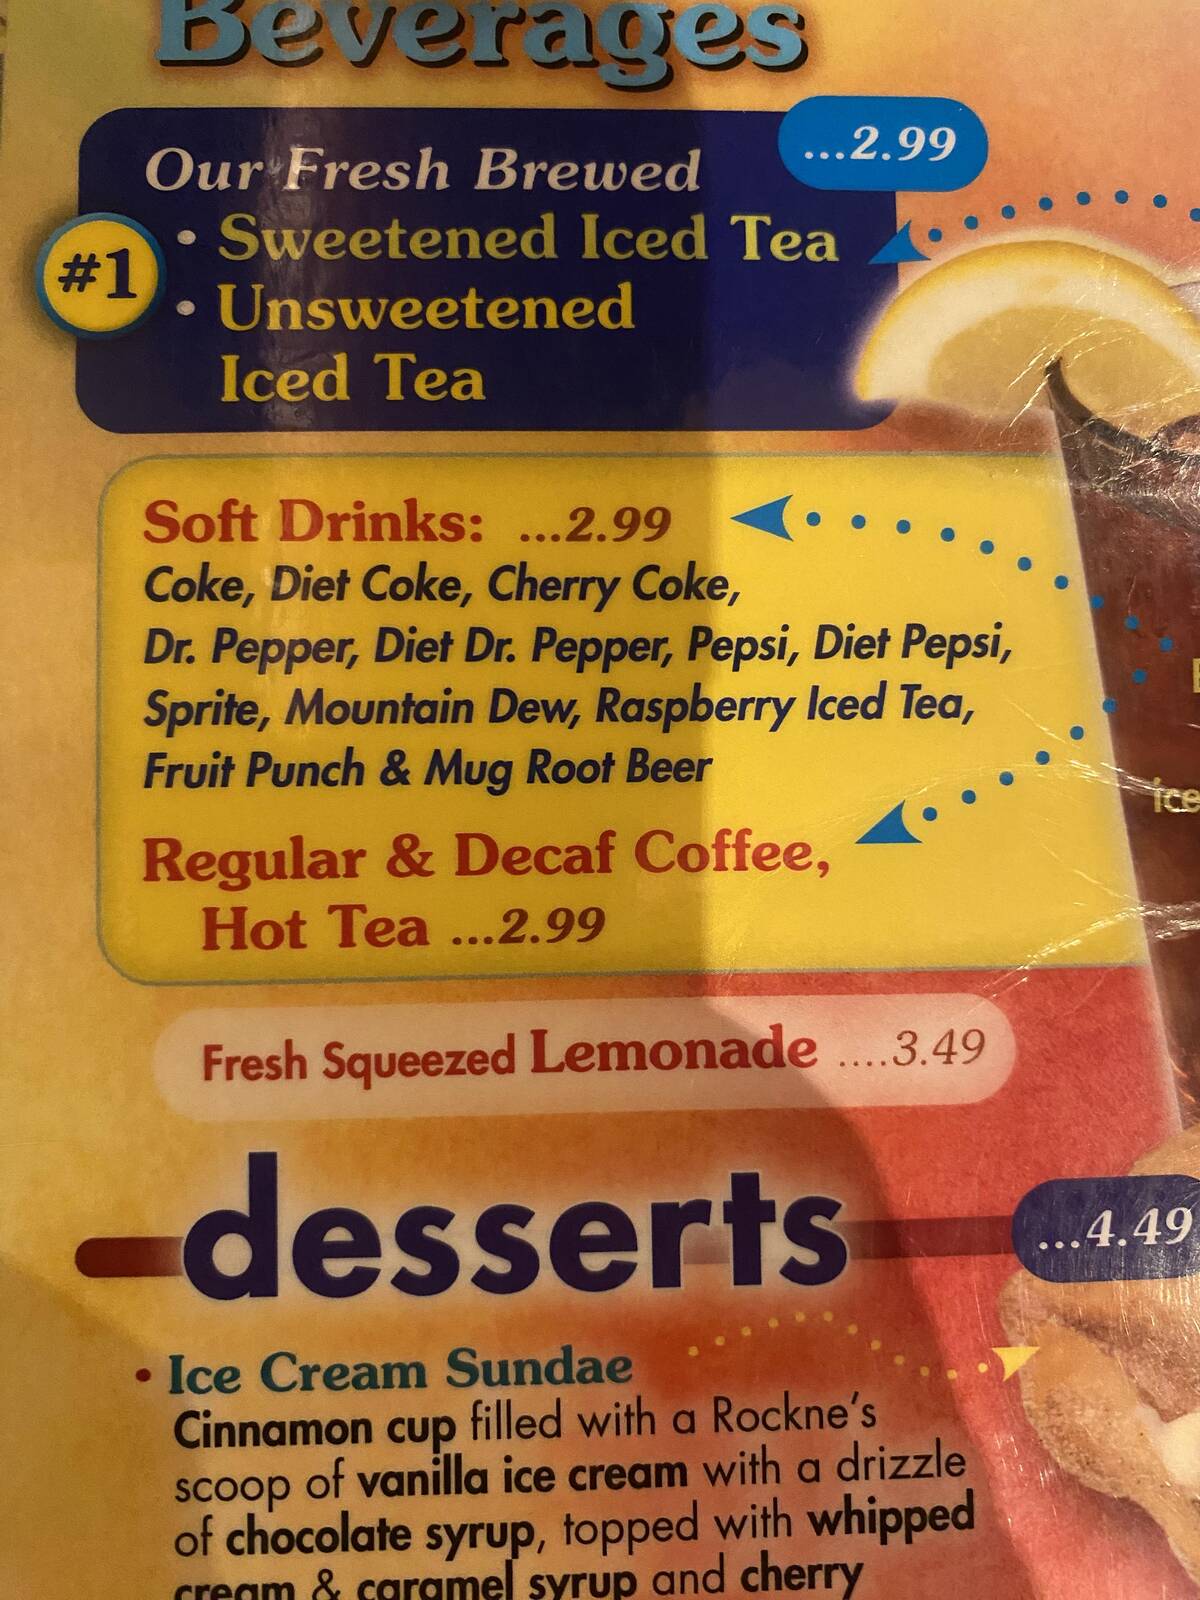 Beverages
...2.99
Our Fresh Brewed
• Sweetened Iced Tea
#1
• Unsweetened
Iced Tea
Soft Drinks: ...2.99
Coke, Diet Coke, Cherry Coke,
Dr. Pepper, Diet Dr. Pepper, Pepsi, Diet Pepsi,
Sprite, Mountain Dew, Raspberry Iced Tea,
Fruit Punch & Mug Root Beer
Regular & Decaf Coffee,
Hot Tea ...2.99
Fresh Squeezed Lemonade ....3.49
desserts
...4.49
• Ice Cream Sundae
Cinnamon cup filled with a Rockne's
scoop of vanilla ice cream with a drizzle
of chocolate syrup, topped with whipped
cream & caramel syrup and cherry